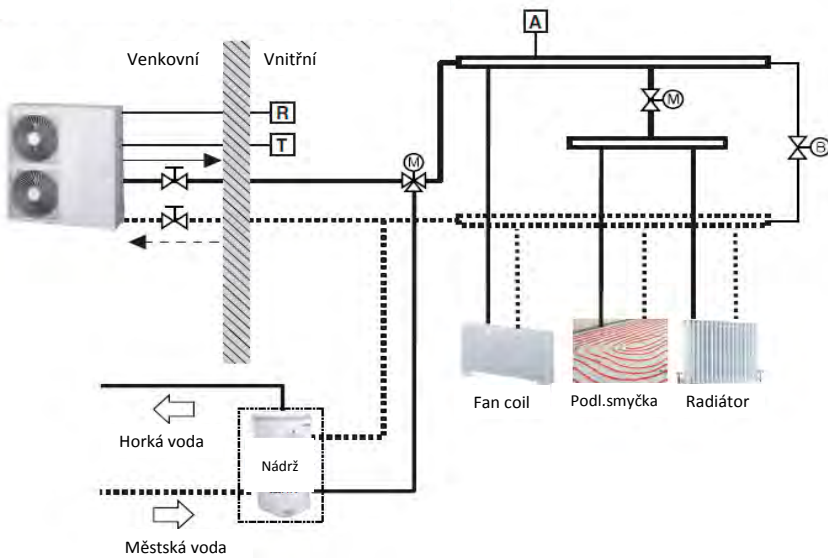 A
Venkovní
Vnitřní
R
M
T
B
M
Fan coil
Podl.smyčka
Radiátor
Horká voda
Nádrž
Městská voda